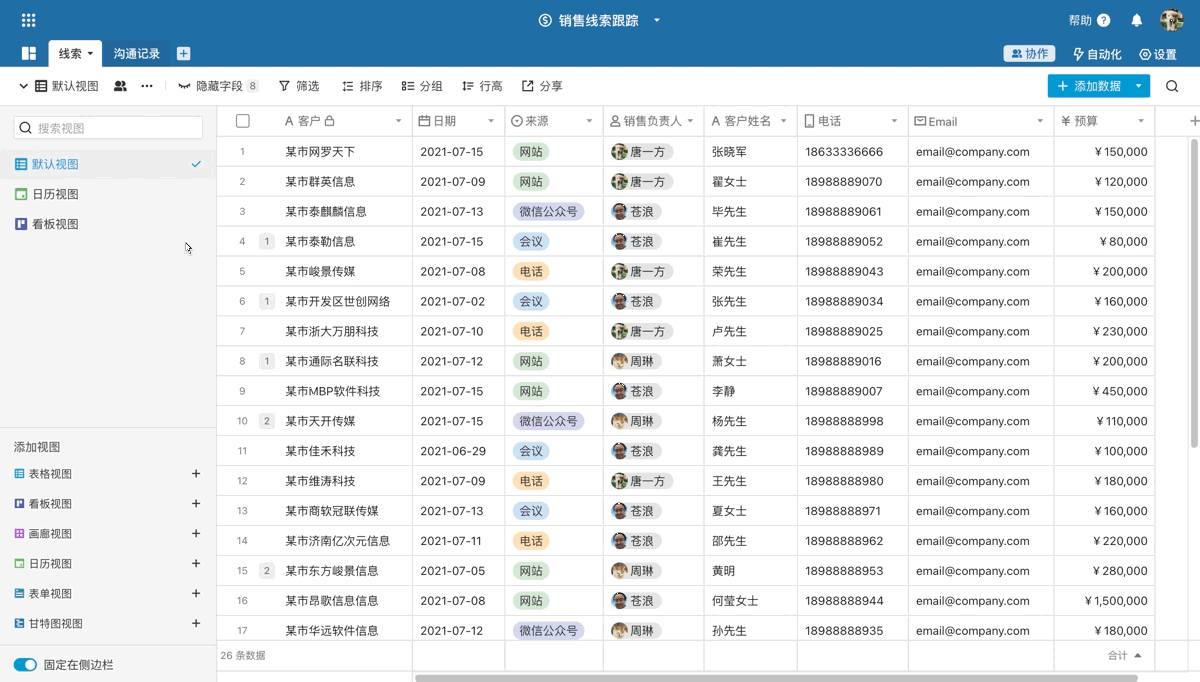 销售线索跟踪
帮助 ?
线索 沟通记录
协作 自动化 设置
默认视图 隐藏字段 8 筛选 排序 分组 行高 分享 添加数据
搜索视图
默认视图
日历视图
看板视图
添加视图
表格视图
看板视图
画廊视图
日历视图
表单视图
甘特图视图
固定在侧边栏
A 客户 日期 来源 销售负责人 A 客户姓名 电话 Email ¥ 预算
1 某市网罗天下 2021-07-15 网站 唐一方 张晓军 18633336666 email@company.com ¥150,000
2 某市群英信息 2021-07-09 网站 唐一方 翟女士 18988889070 email@company.com ¥120,000
3 某市泰麒麟信息 2021-07-13 微信公众号 苍浪 毕先生 18988889061 email@company.com ¥150,000
4 1 某市泰勒信息 2021-07-15 会议 苍浪 崔先生 18988889052 email@company.com ¥80,000
5 某市峻景传媒 2021-07-08 电话 唐一方 荣先生 18988889043 email@company.com ¥200,000
6 1 某市开发区世创网络 2021-07-02 会议 苍浪 张先生 18988889034 email@company.com ¥160,000
7 某市浙大万朋科技 2021-07-10 电话 唐一方 卢先生 18988889025 email@company.com ¥230,000
8 1 某市通际名联科技 2021-07-12 网站 周琳 萧女士 18988889016 email@company.com ¥200,000
9 某市MBP软件科技 2021-07-15 网站 苍浪 李静 18988889007 email@company.com ¥450,000
10 2 某市天开传媒 2021-07-15 微信公众号 周琳 杨先生 18988888998 email@company.com ¥110,000
11 某市佳禾科技 2021-06-29 会议 苍浪 龚先生 18988888989 email@company.com ¥100,000
12 某市维涛科技 2021-07-09 电话 唐一方 王先生 18988888980 email@company.com ¥180,000
13 某市商软冠联传媒 2021-07-13 会议 苍浪 夏女士 18988888971 email@company.com ¥160,000
14 某市济南亿次元信息 2021-07-11 电话 苍浪 邵先生 18988888962 email@company.com ¥220,000
15 2 某市东方峻景信息 2021-07-05 网站 周琳 黄明 18988888953 email@company.com ¥280,000
16 某市昂歌信息信息 2021-07-08 网站 苍浪 何莹女士 18988888944 email@company.com ¥1,500,000
17 某市华远软件信息 2021-07-12 微信公众号 周琳 孙先生 18988888935 email@company.com ¥180,000
26 条数据 合计